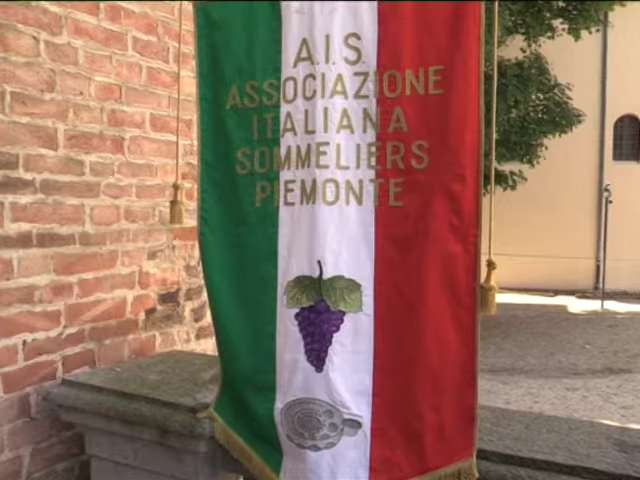 A.I.S.
ASSOCIAZIONE
ITALIANA
SOMMELIERS
PIEMONTE